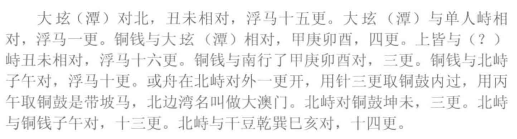 大玹（潭）对北，丑未相对，浮马十五更。大玹（潭）与单人峙相
对，浮马一更。铜钱与大玹（潭）相对，甲庚卯酉，四更。上皆与（？）
峙丑未相对，浮马十六更。铜钱与南行了甲庚卯酉对，三更。铜钱与北峙
子午对，浮马十更。或舟在北峙对外一更开，用针三更取铜鼓内过，用丙
午取铜鼓是带坡马，北边湾名叫做大澳门。北峙对铜鼓坤未，三更。北峙
与铜钱子午对，十三更。北峙与干豆乾巽巳亥对，十四更。